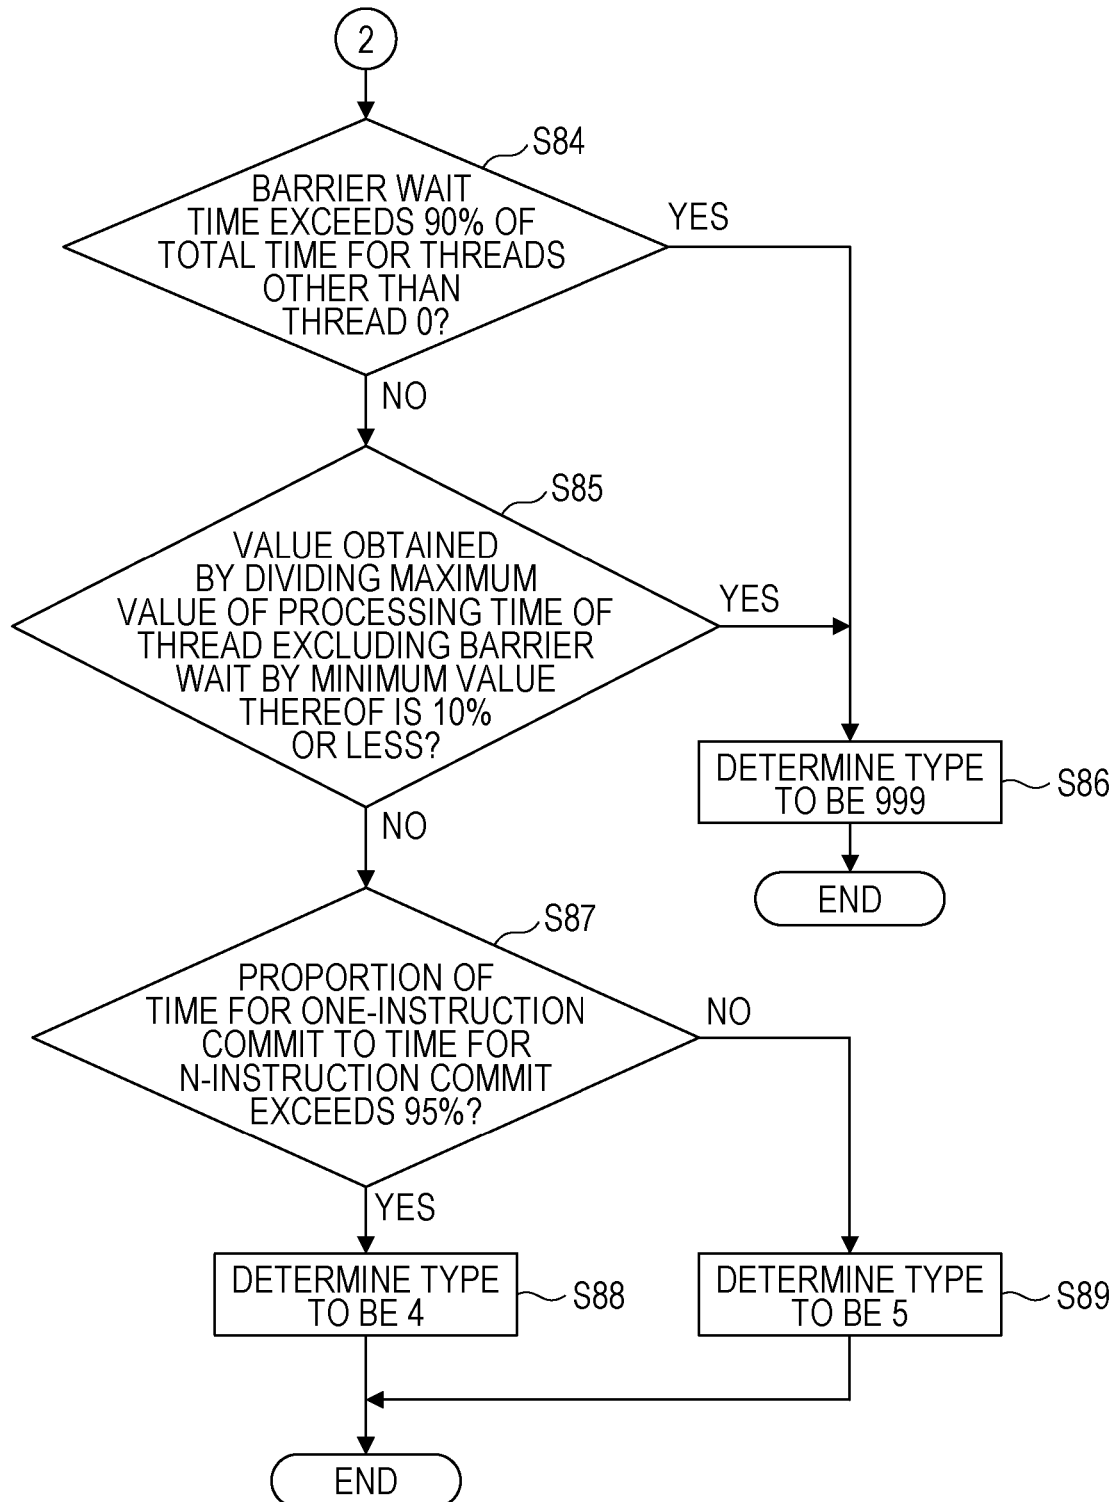 2
S84
BARRIER WAIT
TIME EXCEEDS 90% OF
TOTAL TIME FOR THREADS
OTHER THAN
THREAD 0?
YES
NO
S85
VALUE OBTAINED
BY DIVIDING MAXIMUM
VALUE OF PROCESSING TIME OF
THREAD EXCLUDING BARRIER
WAIT BY MINIMUM VALUE
THEREOF IS 10%
OR LESS?
YES
NO
DETERMINE TYPE
TO BE 999
S86
END
S87
PROPORTION OF
TIME FOR ONE-INSTRUCTION
COMMIT TO TIME FOR
N-INSTRUCTION COMMIT
EXCEEDS 95%?
NO
YES
DETERMINE TYPE
TO BE 4
S88
DETERMINE TYPE
TO BE 5
S89
END